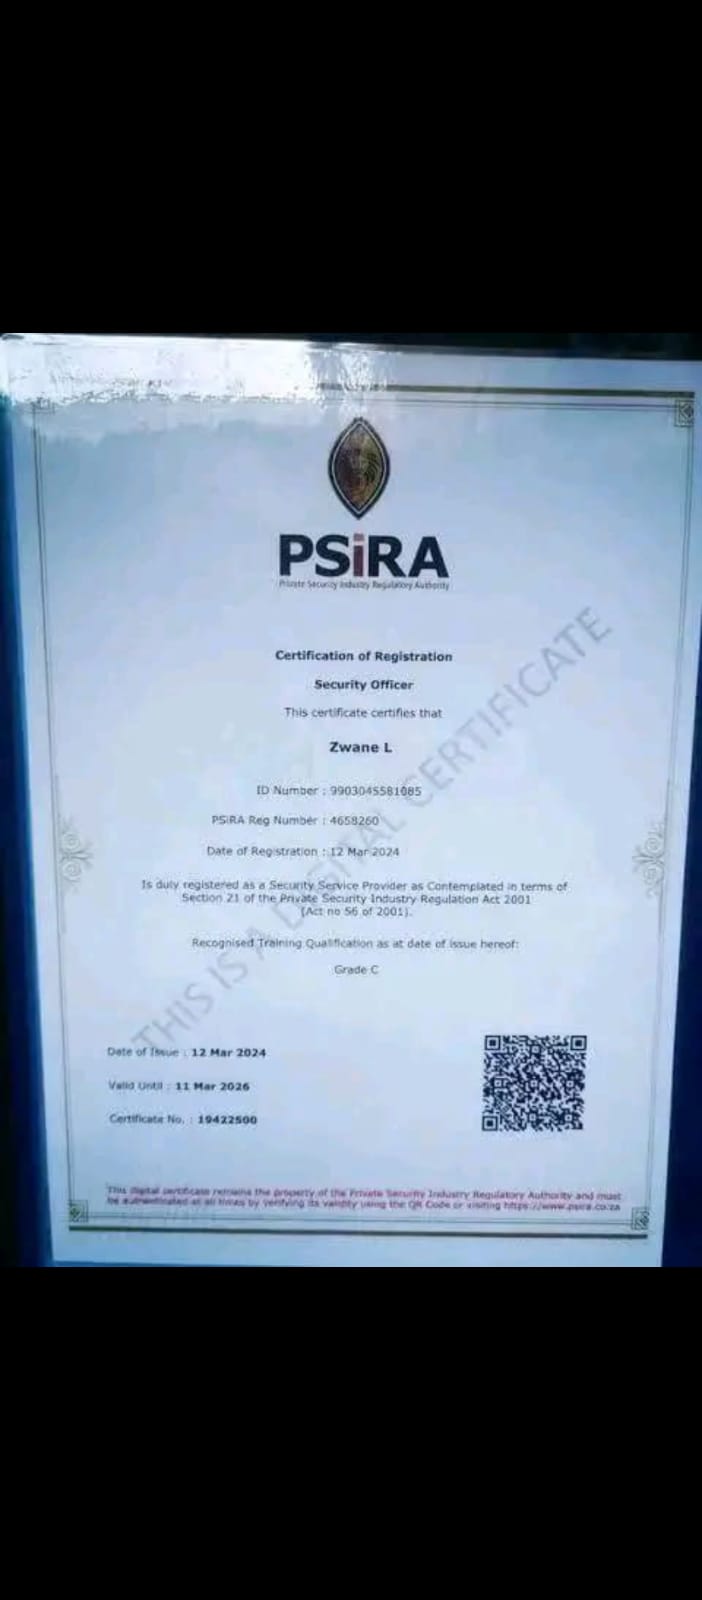 PSiRA
Private Security Industry Regulatory Authority
Certification of Registration
Security Officer
This certificate certifies that
Zwane L
ID Number : 9903045581085
PSiRA Reg Number : 4658260
Date of Registration : 12 Mar 2024
Is duly registered as a Security Service Provider as Contemplated in terms of
Section 21 of the Private Security Industry Regulation Act 2001
(Act no 56 of 2001).
Recognised Training Qualification as at date of issue hereof:
Grade C
THIS IS A DIGITAL CERTIFICATE
Date of Issue : 12 Mar 2024
Valid Until : 11 Mar 2026
Certificate No. : 19422500
This digital certificate remains the property of the Private Security Industry Regulatory Authority and must
be authenticated at all times by verifying its validity using the QR Code or visiting https://www.psira.co.za